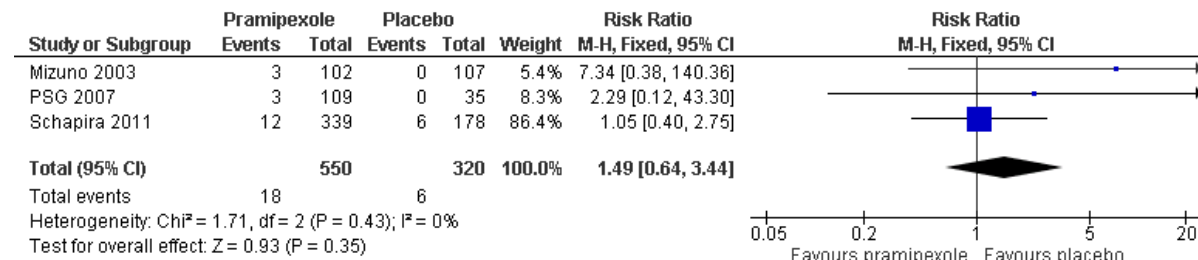 Pramipexole Placebo Risk Ratio Risk Ratio
Study or Subgroup Events Total Events Total Weight M-H, Fixed, 95% CI M-H, Fixed, 95% CI
Mizuno 2003 3 102 0 107 5.4% 7.34 [0.38, 140.36]
PSG 2007 3 109 0 35 8.3% 2.29 [0.12, 43.30]
Schapira 2011 12 339 6 178 86.4% 1.05 [0.40, 2.75]
Total (95% CI) 550 320 100.0% 1.49 [0.64, 3.44]
Total events 18 6
Heterogeneity: Chi² = 1.71, df = 2 (P = 0.43); I² = 0%
Test for overall effect: Z = 0.93 (P = 0.35)
0.05 0.2 1 5 20
Favours pramipexole Favours placebo